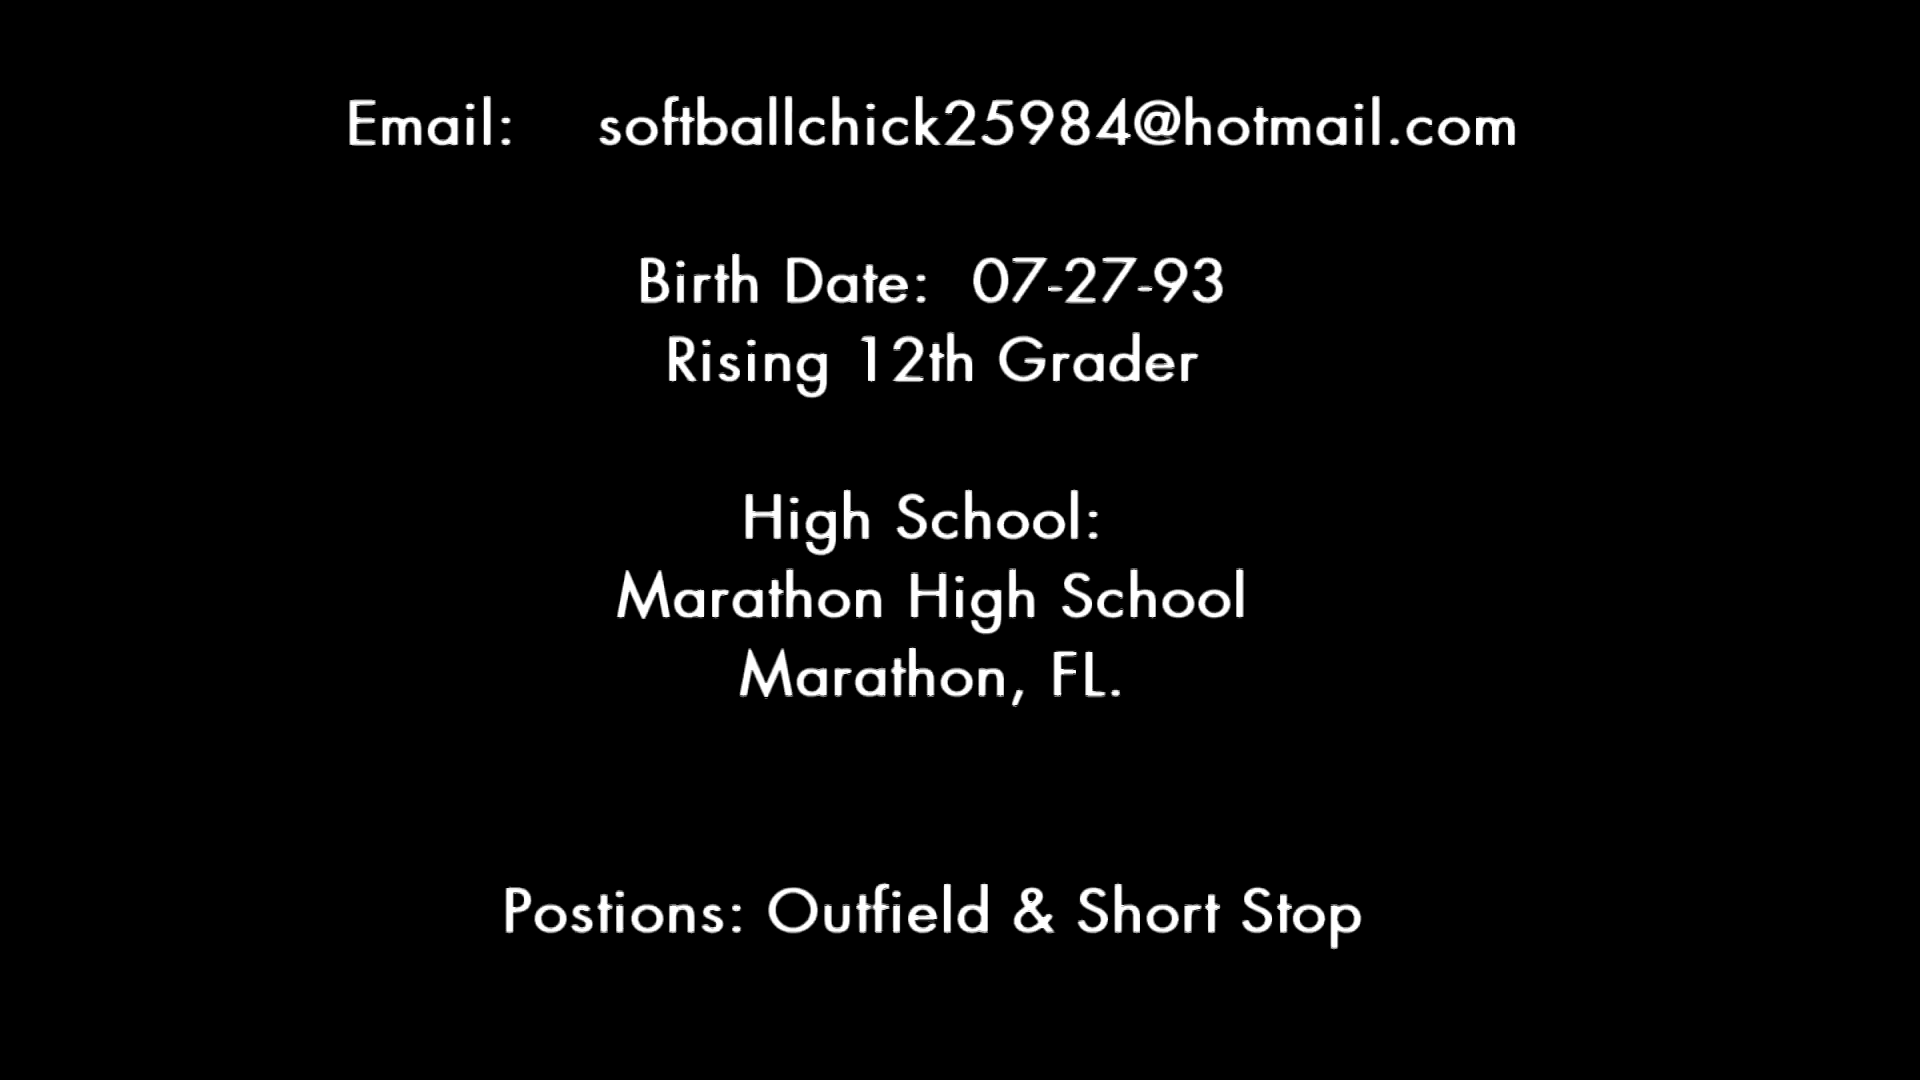 Email: softballchick25984@hotmail.com
Birth Date: 07-27-93
Rising 12th Grader
High School:
Marathon High School
Marathon, FL.
Postions: Outfield & Short Stop